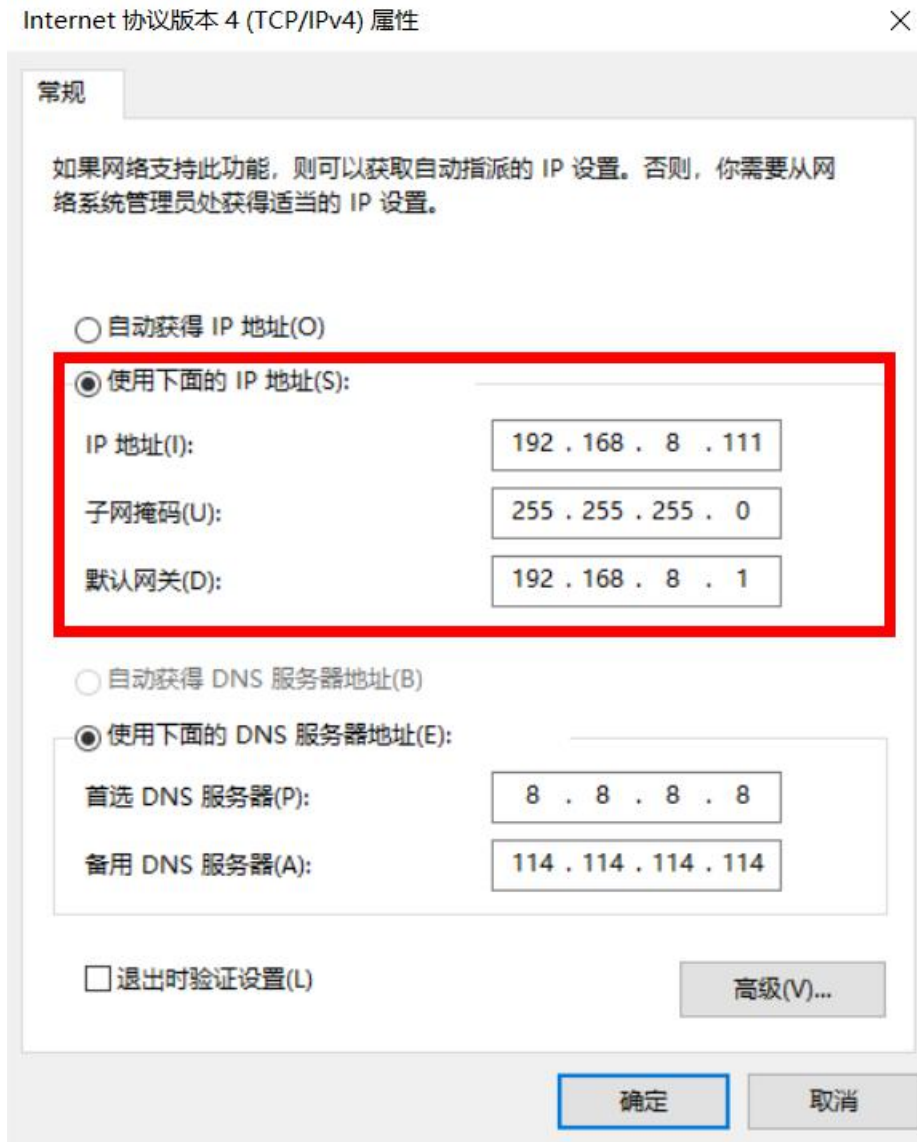 Internet 协议版本 4 (TCP/IPv4) 属性
常规
如果网络支持此功能，则可以获取自动指派的 IP 设置。否则，你需要从网
络系统管理员处获得适当的 IP 设置。
自动获得 IP 地址(O)
使用下面的 IP 地址(S):
IP 地址(I): 192 . 168 . 8 . 111
子网掩码(U): 255 . 255 . 255 . 0
默认网关(D): 192 . 168 . 8 . 1
自动获得 DNS 服务器地址(B)
使用下面的 DNS 服务器地址(E):
首选 DNS 服务器(P): 8 . 8 . 8 . 8
备用 DNS 服务器(A): 114 . 114 . 114 . 114
退出时验证设置(L)
高级(V)...
确定 取消